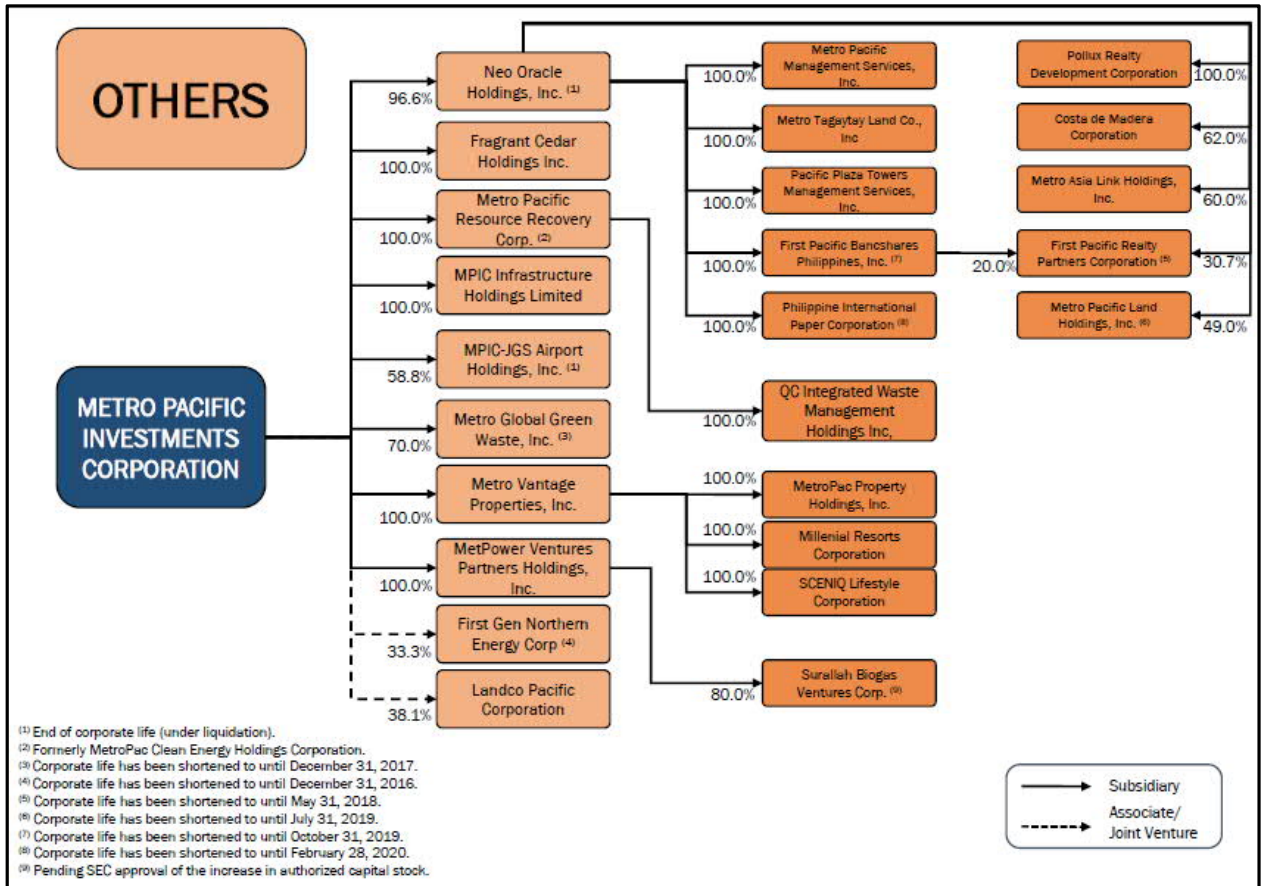 OTHERS
METRO PACIFIC
INVESTMENTS
CORPORATION
96.6%
Neo Oracle
Holdings, Inc. (1)
100.0%
Fragrant Cedar
Holdings Inc.
100.0%
Metro Pacific
Resource Recovery
Corp. (2)
100.0%
MPIC Infrastructure
Holdings Limited
58.8%
MPIC-JGS Airport
Holdings, Inc. (1)
70.0%
Metro Global Green
Waste, Inc. (3)
100.0%
Metro Vantage
Properties, Inc.
100.0%
MetPower Ventures
Partners Holdings,
Inc.
33.3%
First Gen Northern
Energy Corp (4)
38.1%
Landco Pacific
Corporation
100.0%
Metro Pacific
Management Services,
Inc.
100.0%
Metro Tagaytay Land Co.,
Inc
100.0%
Pacific Plaza Towers
Management Services,
Inc.
100.0%
First Pacific Bancshares
Philippines, Inc. (7)
100.0%
Philippine International
Paper Corporation (8)
100.0%
QC Integrated Waste
Management
Holdings Inc,
100.0%
MetroPac Property
Holdings, Inc.
100.0%
Millenial Resorts
Corporation
100.0%
SCENIQ Lifestyle
Corporation
80.0%
Surallah Biogas
Ventures Corp. (9)
Pollux Realty
Development Corporation
100.0%
Costa de Madera
Corporation
62.0%
Metro Asia Link Holdings,
Inc.
60.0%
20.0%
First Pacific Realty
Partners Corporation (5)
30.7%
Metro Pacific Land
Holdings, Inc. (6)
49.0%
(1) End of corporate life (under liquidation).
(2) Formerly MetroPac Clean Energy Holdings Corporation.
(3) Corporate life has been shortened to until December 31, 2017.
(4) Corporate life has been shortened to until December 31, 2016.
(5) Corporate life has been shortened to until May 31, 2018.
(6) Corporate life has been shortened to until July 31, 2019.
(7) Corporate life has been shortened to until October 31, 2019.
(8) Corporate life has been shortened to until February 28, 2020.
(9) Pending SEC approval of the increase in authorized capital stock.
Subsidiary
Associate/
Joint Venture